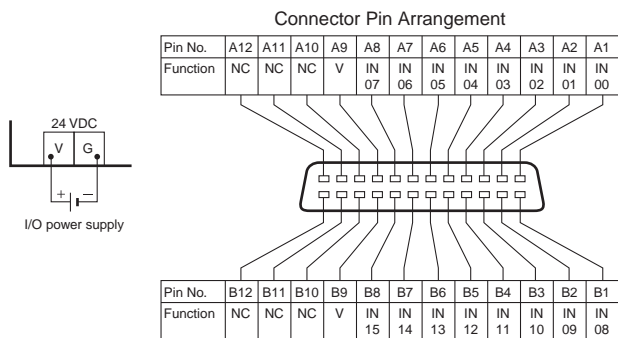 Connector Pin Arrangement
Pin No. A12 A11 A10 A9 A8 A7 A6 A5 A4 A3 A2 A1
Function NC NC NC V IN 07 IN 06 IN 05 IN 04 IN 03 IN 02 IN 01 IN 00
24 VDC
V G
+ −
I/O power supply
Pin No. B12 B11 B10 B9 B8 B7 B6 B5 B4 B3 B2 B1
Function NC NC NC V IN 15 IN 14 IN 13 IN 12 IN 11 IN 10 IN 09 IN 08